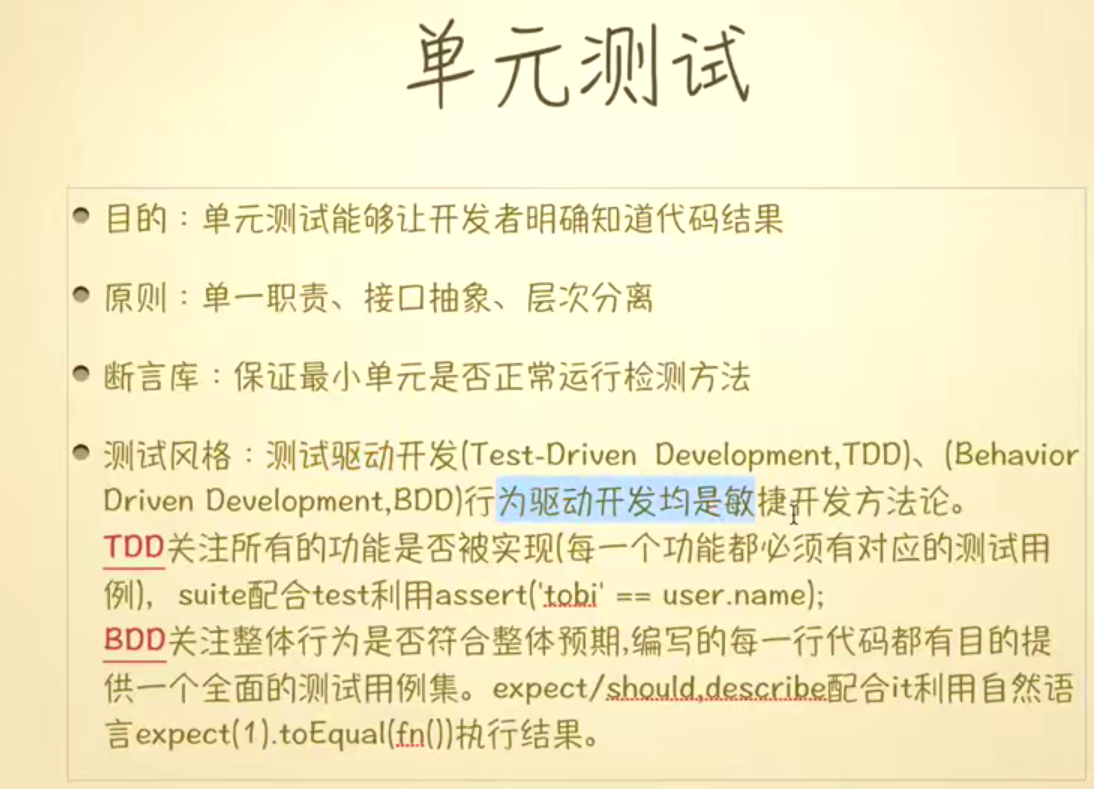 单元测试
目的：单元测试能够让开发者明确知道代码结果
原则：单一职责、接口抽象、层次分离
断言库：保证最小单元是否正常运行检测方法
测试风格：测试驱动开发(Test-Driven Development,TDD)、(Behavior
Driven Development,BDD)行为驱动开发均是敏捷开发方法论。
TDD关注所有的功能是否被实现(每一个功能都必须有对应的测试用
例)，suite配合test利用assert('tobi' == user.name);
BDD关注整体行为是否符合整体预期,编写的每一行代码都有目的提
供一个全面的测试用例集。expect/should,describe配合it利用自然语
言expect(1).toEqual(fn())执行结果。